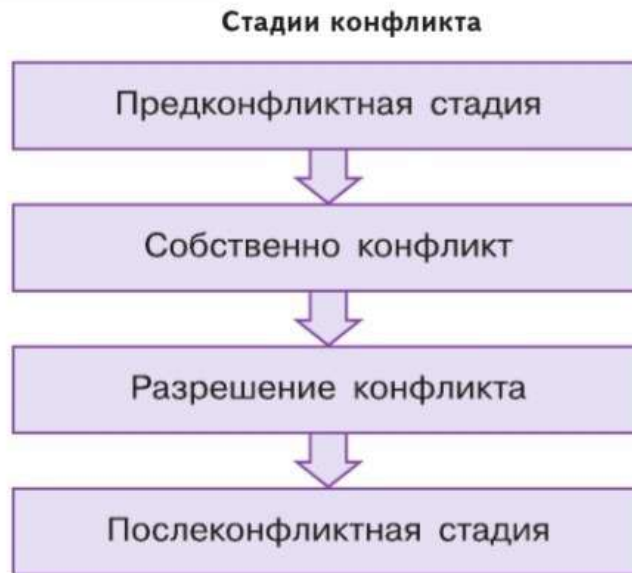 Стадии конфликта
Предконфликтная стадия
Собственно конфликт
Разрешение конфликта
Послеконфликтная стадия